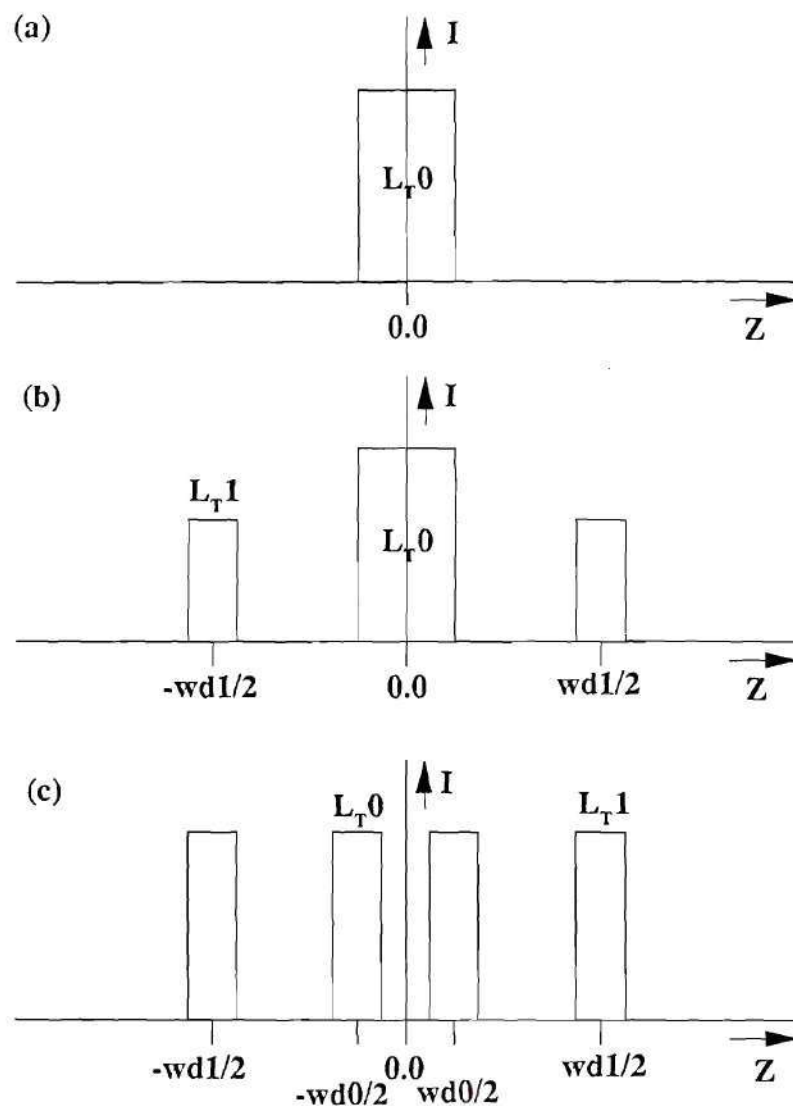 (a)
I
L_T0
0.0
Z
(b)
I
L_T1
L_T0
-wd1/2 0.0 wd1/2 Z
(c)
I
L_T0 L_T1
-wd1/2 0.0 wd1/2 Z
-wd0/2 wd0/2